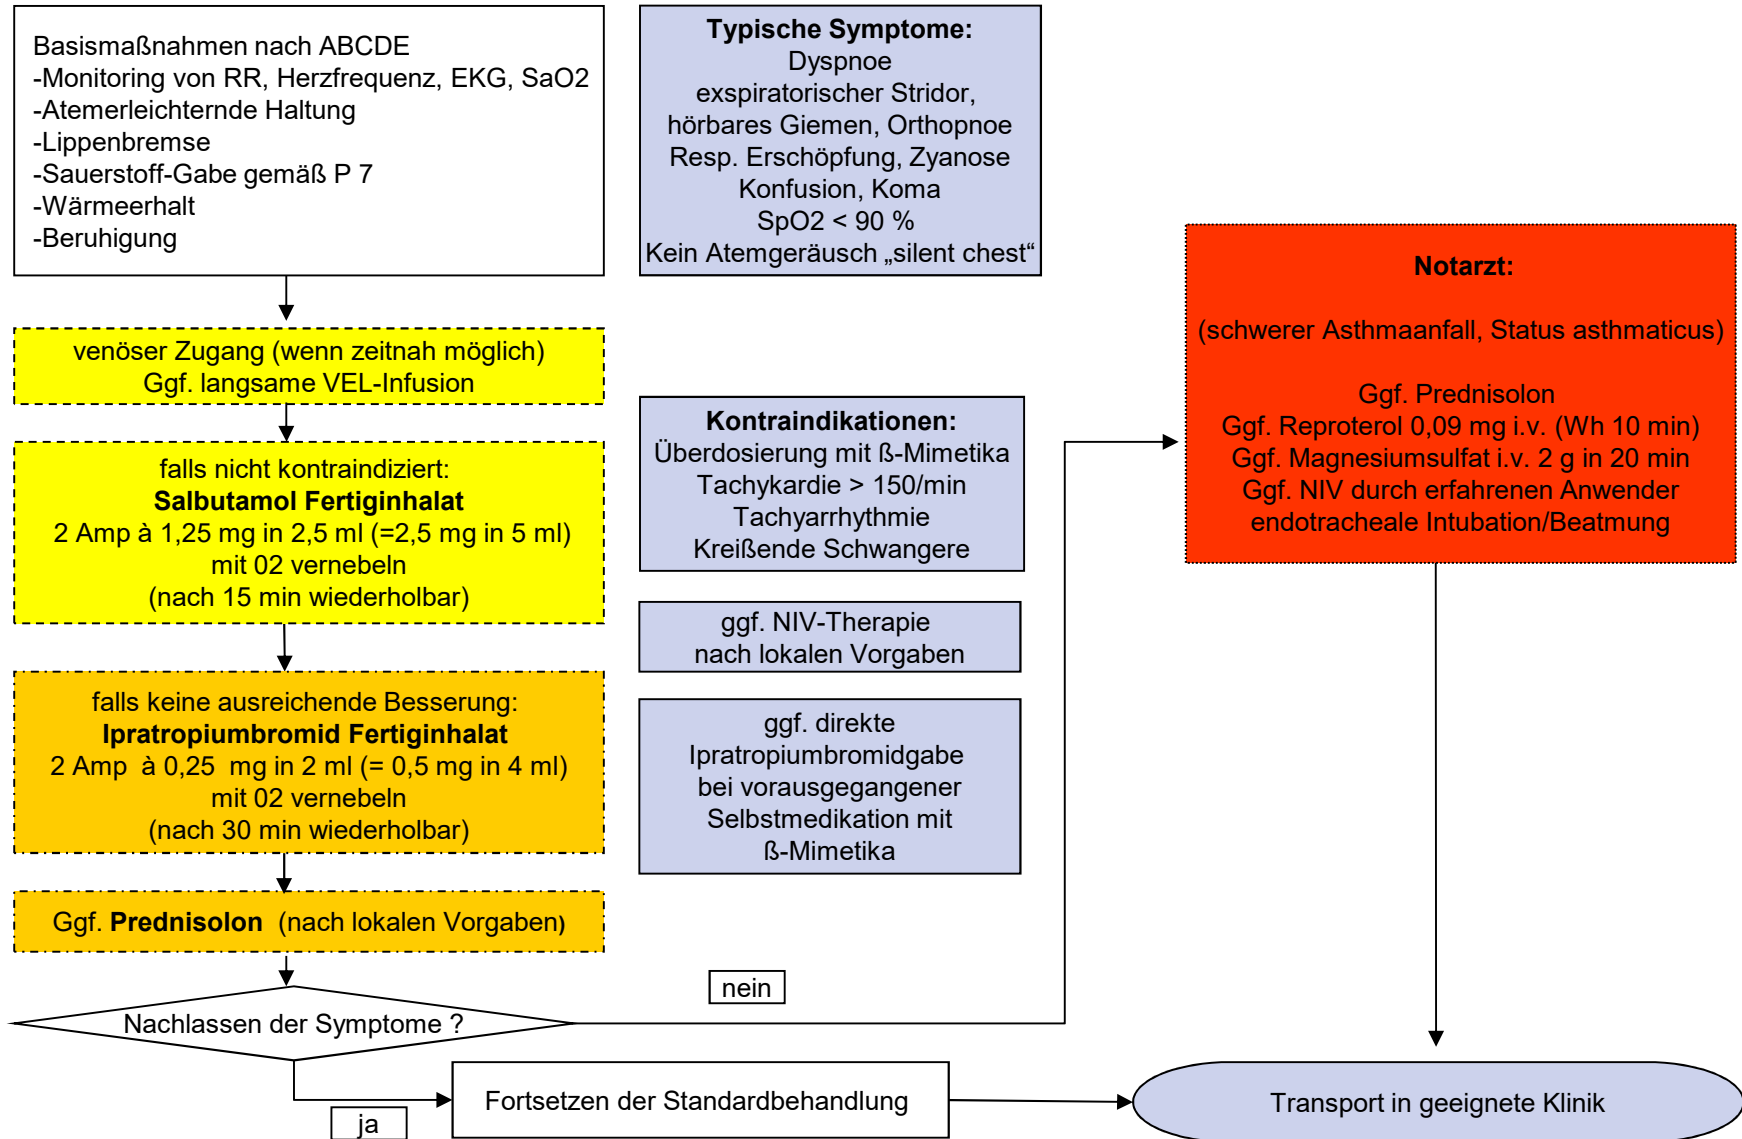 Basismaßnahmen nach ABCDE
-Monitoring von RR, Herzfrequenz, EKG, SaO2
-Atemerleichternde Haltung
-Lippenbremse
-Sauerstoff-Gabe gemäß P 7
-Wärmeerhalt
-Beruhigung
venöser Zugang (wenn zeitnah möglich)
Ggf. langsame VEL-Infusion
falls nicht kontraindiziert:
Salbutamol Fertiginhalat
2 Amp à 1,25 mg in 2,5 ml (=2,5 mg in 5 ml)
mit 02 vernebeln
(nach 15 min wiederholbar)
falls keine ausreichende Besserung:
Ipratropiumbromid Fertiginhalat
2 Amp à 0,25 mg in 2 ml (= 0,5 mg in 4 ml)
mit 02 vernebeln
(nach 30 min wiederholbar)
Ggf. Prednisolon (nach lokalen Vorgaben)
Nachlassen der Symptome ?
nein
ja
Fortsetzen der Standardbehandlung
Typische Symptome:
Dyspnoe
exspiratorischer Stridor,
hörbares Giemen, Orthopnoe
Resp. Erschöpfung, Zyanose
Konfusion, Koma
SpO2 < 90 %
Kein Atemgeräusch „silent chest“
Kontraindikationen:
Überdosierung mit ß-Mimetika
Tachykardie > 150/min
Tachyarrhythmie
Kreißende Schwangere
ggf. NIV-Therapie
nach lokalen Vorgaben
ggf. direkte
Ipratropiumbromidgabe
bei vorausgegangener
Selbstmedikation mit
ß-Mimetika
Notarzt:
(schwerer Asthmaanfall, Status asthmaticus)
Ggf. Prednisolon
Ggf. Reproterol 0,09 mg i.v. (Wh 10 min)
Ggf. Magnesiumsulfat i.v. 2 g in 20 min
Ggf. NIV durch erfahrenen Anwender
endotracheale Intubation/Beatmung
Transport in geeignete Klinik